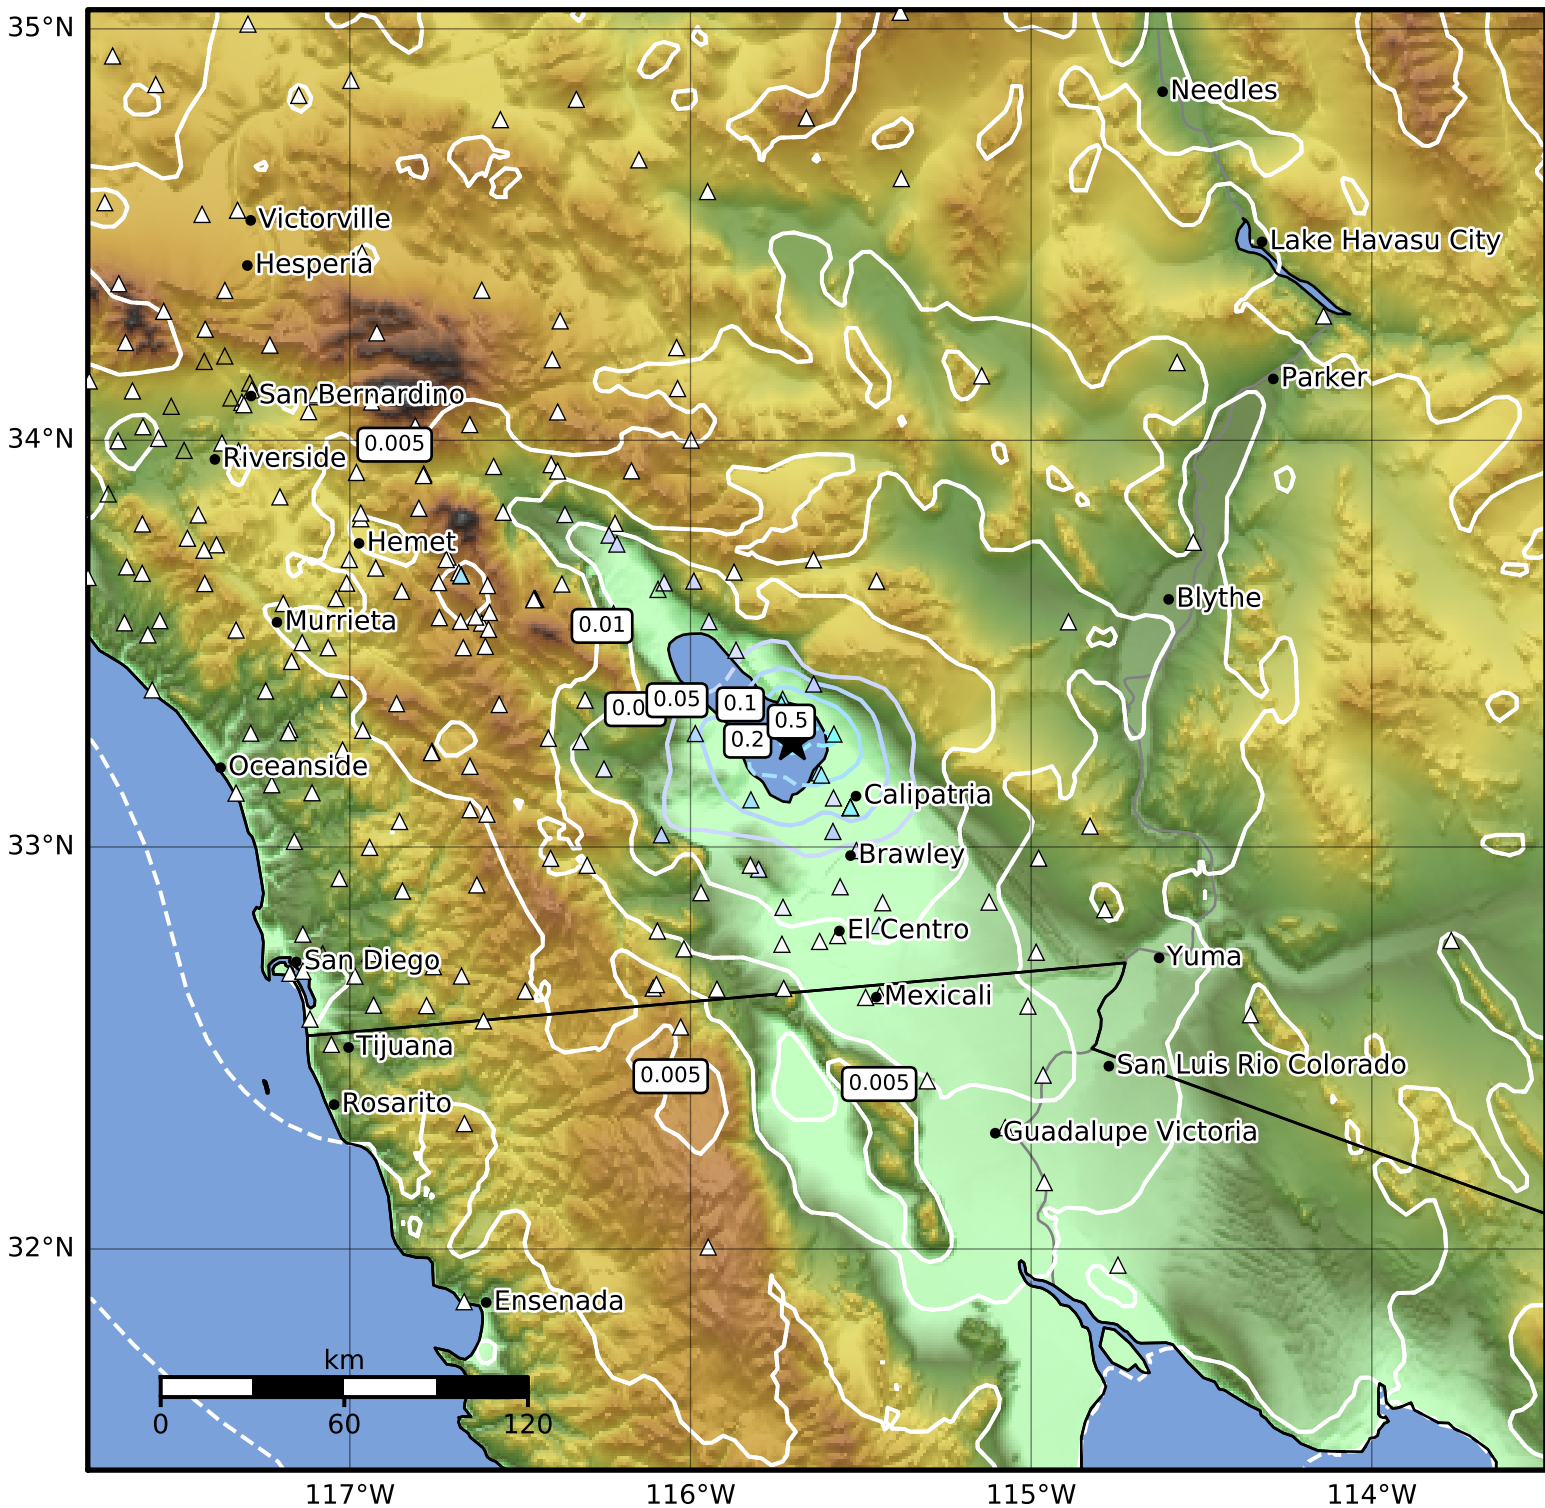 35°N
Needles
Victorville
Lake Havasu City
Hesperia
Parker
San Bernardino
34°N
0.005
Riverside
Hemet
Blythe
Murrieta
0.01
0.05
0.1
0.5
0.2
Oceanside
Calipatria
33°N
Brawley
El Centro
San Diego
Yuma
Mexicali
Tijuana
San Luis Rio Colorado
0.005
0.005
Rosarito
Guadalupe Victoria
32°N
Ensenada
km
0
60
120
117°W
116°W
115°W
114°W